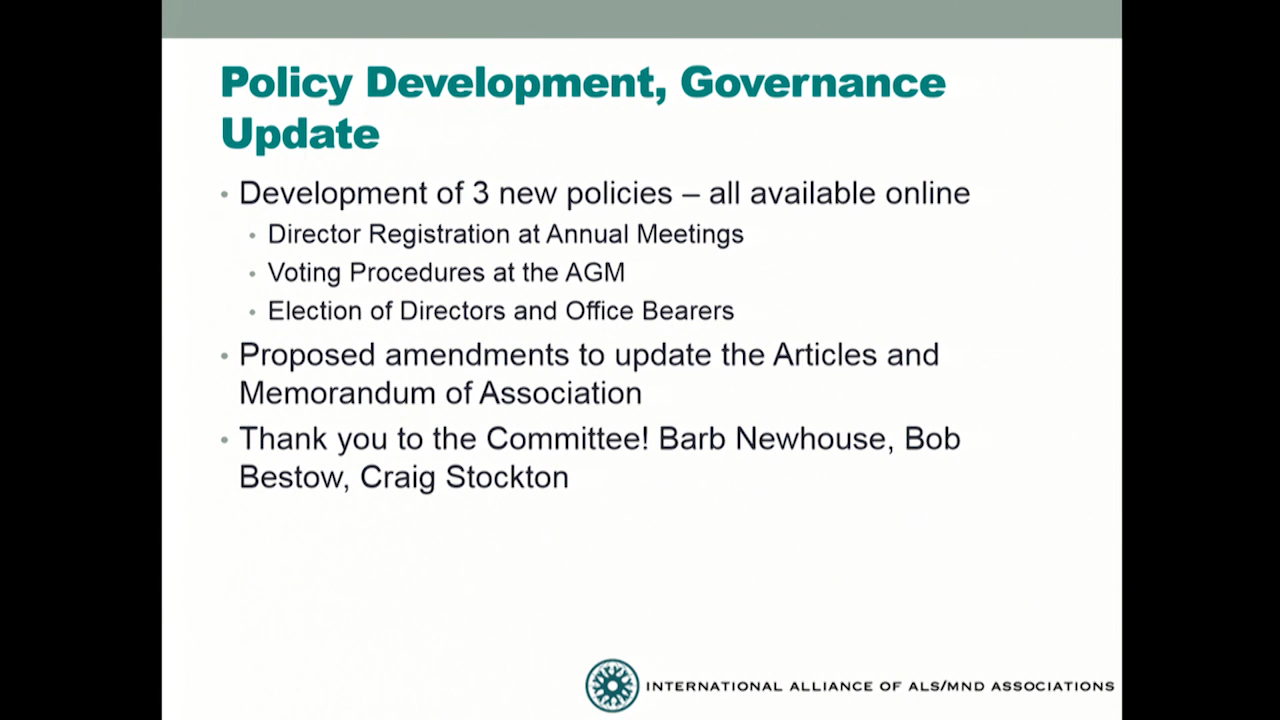 Policy Development, Governance
Update
• Development of 3 new policies – all available online
• Director Registration at Annual Meetings
• Voting Procedures at the AGM
• Election of Directors and Office Bearers
• Proposed amendments to update the Articles and
Memorandum of Association
• Thank you to the Committee! Barb Newhouse, Bob
Bestow, Craig Stockton
INTERNATIONAL ALLIANCE OF ALS/MND ASSOCIATIONS